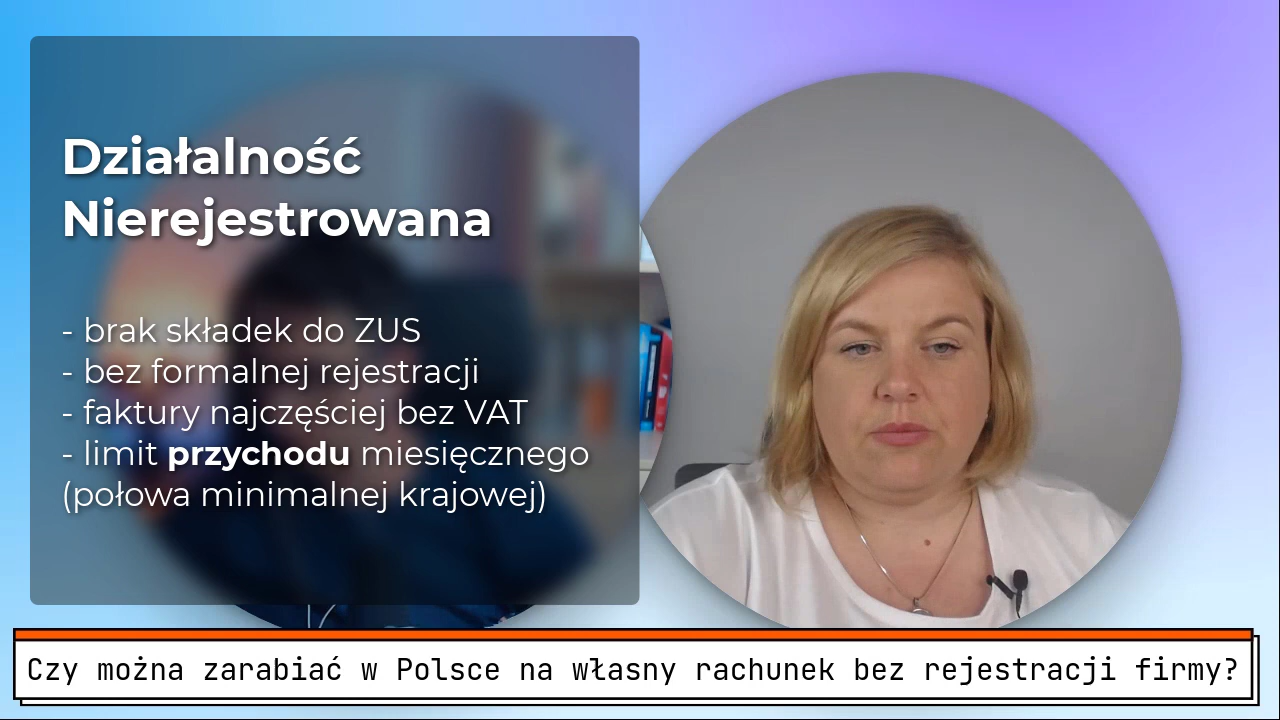 Działalność
Nierejestrowana
- brak składek do ZUS
- bez formalnej rejestracji
- faktury najczęściej bez VAT
- limit przychodu miesięcznego
(połowa minimalnej krajowej)
Czy można zarabiać w Polsce na własny rachunek bez rejestracji firmy?